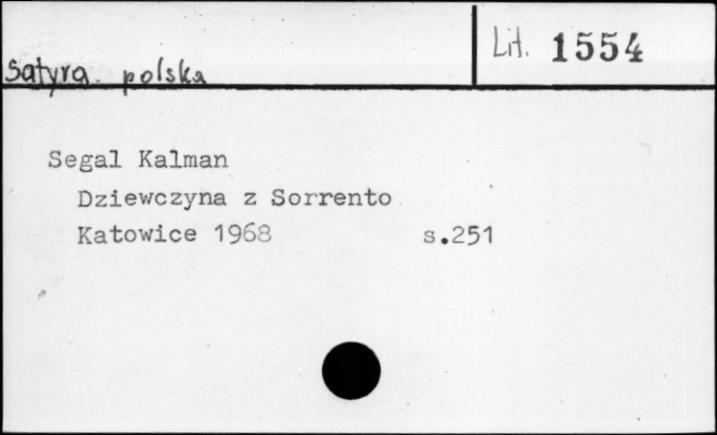 Lit. 1554
Satyra polska
Segal Kalman
Dziewczyna z Sorrento
Katowice 1968 s.251